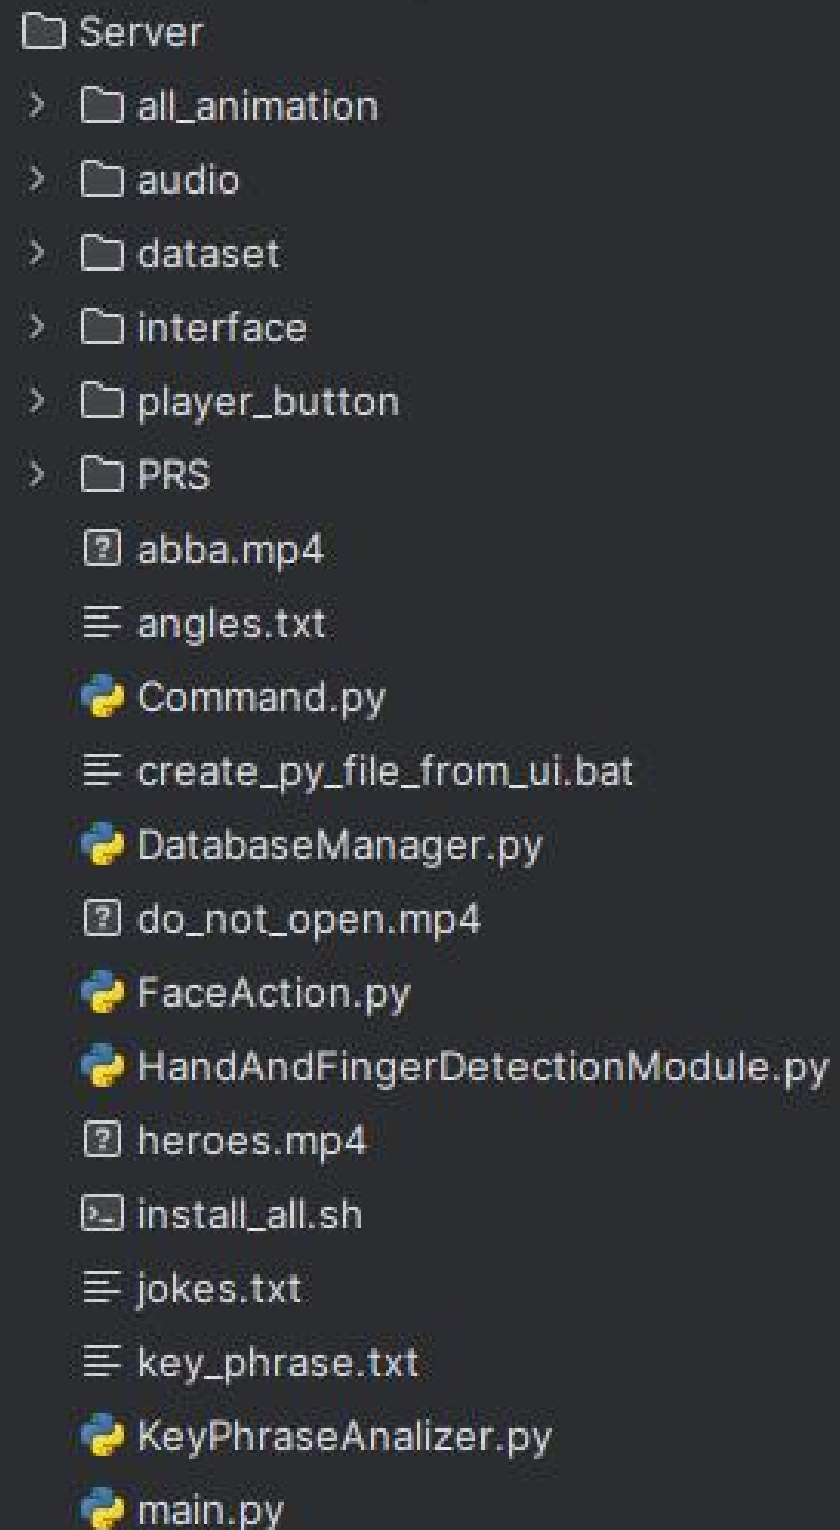 Server
all_animation
audio
dataset
interface
player_button
PRS
abba.mp4
angles.txt
Command.py
create_py_file_from_ui.bat
DatabaseManager.py
do_not_open.mp4
FaceAction.py
HandAndFingerDetectionModule.py
heroes.mp4
install_all.sh
jokes.txt
key_phrase.txt
KeyPhraseAnalizer.py
main.py